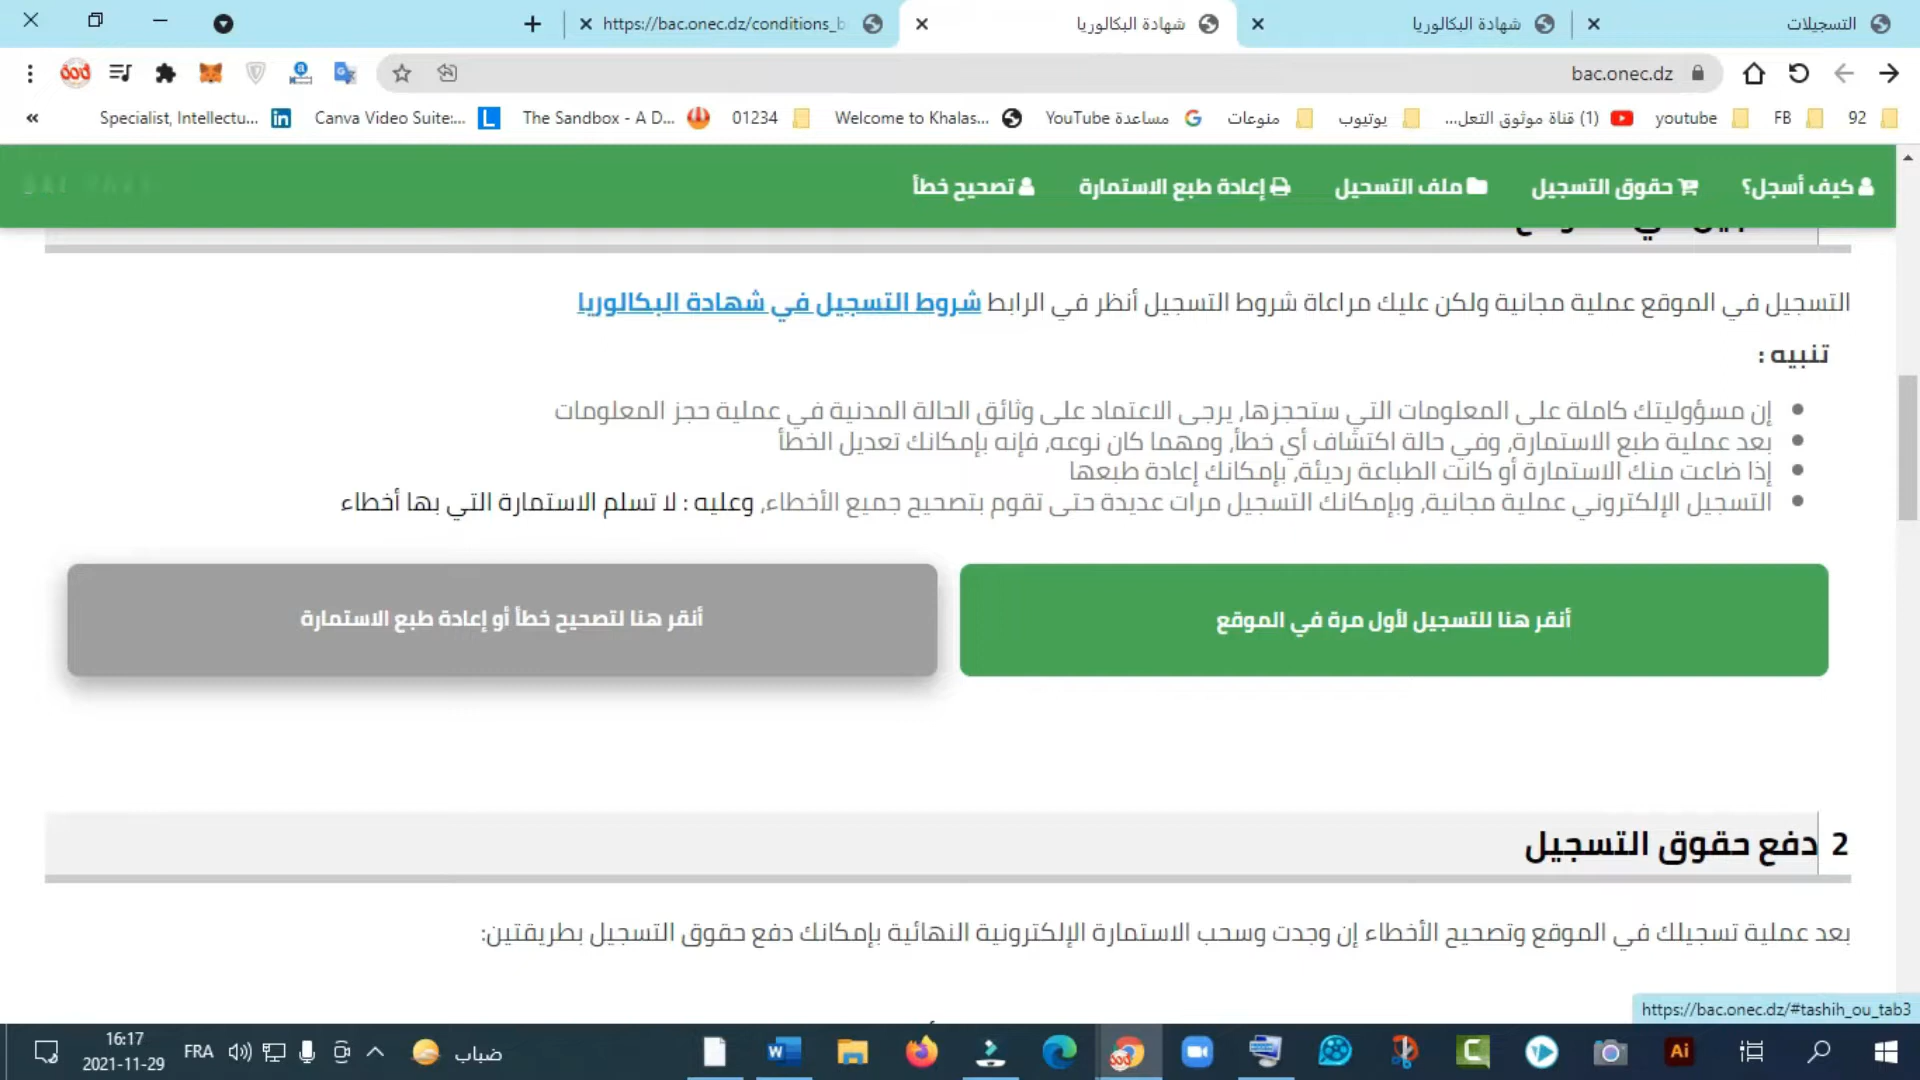 التسجيلات
شهادة البكالوريا
شهادة البكالوريا
https://bac.onec.dz/conditions_b
bac.onec.dz
92
FB
youtube
(1) قناة موثوق التعل...
يوتيوب
منوعات
مساعدة YouTube
Welcome to Khalas...
01234
The Sandbox - A D...
Canva Video Suite:...
Specialist, Intellectu...
كيف أسجل؟
حقوق التسجيل
ملف التسجيل
إعادة طبع الاستمارة
تصحيح خطأ
التسجيل في الموقع عملية مجانية ولكن عليك مراعاة شروط التسجيل أنظر في الرابط شروط التسجيل في شهادة البكالوريا
تنبيه :
إن مسؤوليتك كاملة على المعلومات التي ستحجزها، يرجى الاعتماد على وثائق الحالة المدنية في عملية حجز المعلومات
بعد عملية طبع الاستمارة، وفي حالة اكتشاف أي خطأ، ومهما كان نوعه، فإنه بإمكانك تعديل الخطأ
إذا ضاعت منك الاستمارة أو كانت الطباعة رديئة، بإمكانك إعادة طبعها
التسجيل الإلكتروني عملية مجانية، وبإمكانك التسجيل مرات عديدة حتى تقوم بتصحيح جميع الأخطاء، وعليه : لا تسلم الاستمارة التي بها أخطاء
أنقر هنا للتسجيل لأول مرة في الموقع
أنقر هنا لتصحيح خطأ أو إعادة طبع الاستمارة
2 دفع حقوق التسجيل
بعد عملية تسجيلك في الموقع وتصحيح الأخطاء إن وجدت وسحب الاستمارة الإلكترونية النهائية بإمكانك دفع حقوق التسجيل بطريقتين:
https://bac.onec.dz/#tashih_ou_tab3
16:17
2021-11-29
FRA
ضباب